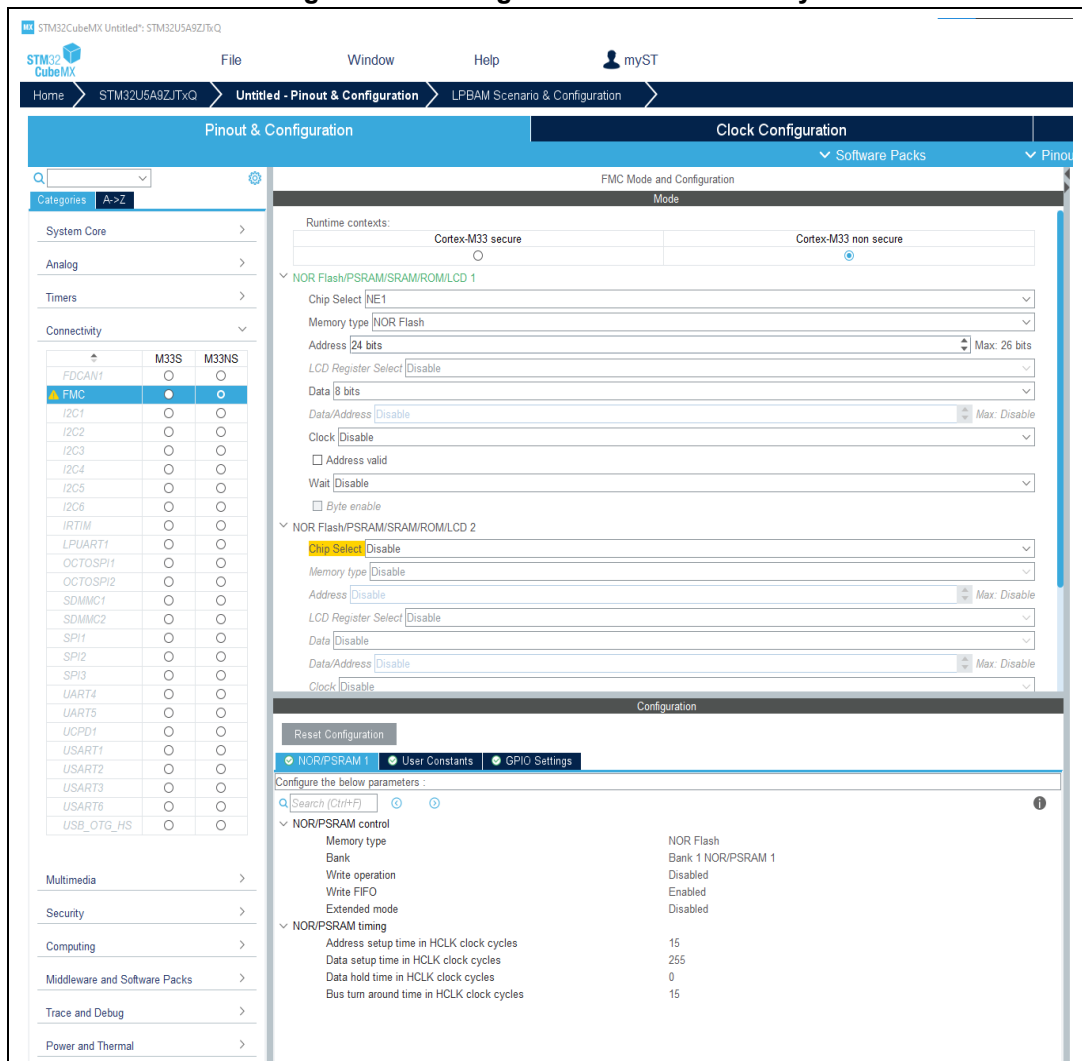 STM32CubeMX Untitled*: STM32U5A9ZJTxQ
STM32 CubeMX
File Window Help myST
Home STM32U5A9ZJTxQ Untitled - Pinout & Configuration LPBAM Scenario & Configuration
Pinout & Configuration Clock Configuration
Software Packs Pinou
Categories A->Z
System Core
Analog
Timers
Connectivity
M33S M33NS
FDCAN1
FMC
I2C1
I2C2
I2C3
I2C4
I2C5
I2C6
IRTIM
LPUART1
OCTOSPI1
OCTOSPI2
SDMMC1
SDMMC2
SPI1
SPI2
SPI3
UART4
UART5
UCPD1
USART1
USART2
USART3
USART6
USB_OTG_HS
Multimedia
Security
Computing
Middleware and Software Packs
Trace and Debug
Power and Thermal
FMC Mode and Configuration
Mode
Runtime contexts:
Cortex-M33 secure Cortex-M33 non secure
NOR Flash/PSRAM/SRAM/ROM/LCD 1
Chip Select NE1
Memory type NOR Flash
Address 24 bits Max: 26 bits
LCD Register Select Disable
Data 8 bits
Data/Address Disable Max: Disable
Clock Disable
Address valid
Wait Disable
Byte enable
NOR Flash/PSRAM/SRAM/ROM/LCD 2
Chip Select Disable
Memory type Disable
Address Disable Max: Disable
LCD Register Select Disable
Data Disable
Data/Address Disable Max: Disable
Clock Disable
Configuration
Reset Configuration
NOR/PSRAM 1 User Constants GPIO Settings
Configure the below parameters :
Search (Ctrl+F)
NOR/PSRAM control
Memory type NOR Flash
Bank Bank 1 NOR/PSRAM 1
Write operation Disabled
Write FIFO Enabled
Extended mode Disabled
NOR/PSRAM timing
Address setup time in HCLK clock cycles 15
Data setup time in HCLK clock cycles 255
Data hold time in HCLK clock cycles 0
Bus turn around time in HCLK clock cycles 15